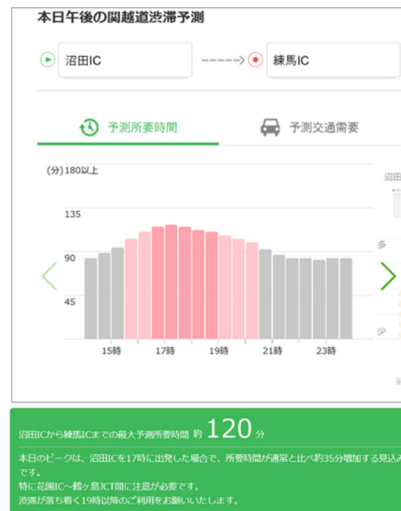 本日午後の関越道渋滞予測
沼田IC
練馬IC
予測所要時間
予測交通需要
(分)180以上
135
90
45
15時 17時 19時 21時 23時
沼田
多
少
沼田ICから練馬ICまでの最大予測所要時間 約 120 分
本日のピークは、沼田ICを17時に出発した場合で、所要時間が通常と比べ約35分増加する見込み
です。
特に花園IC〜鶴ヶ島JCT間に注意が必要です。
渋滞が落ち着く19時以降のご利用をお願いいたします。